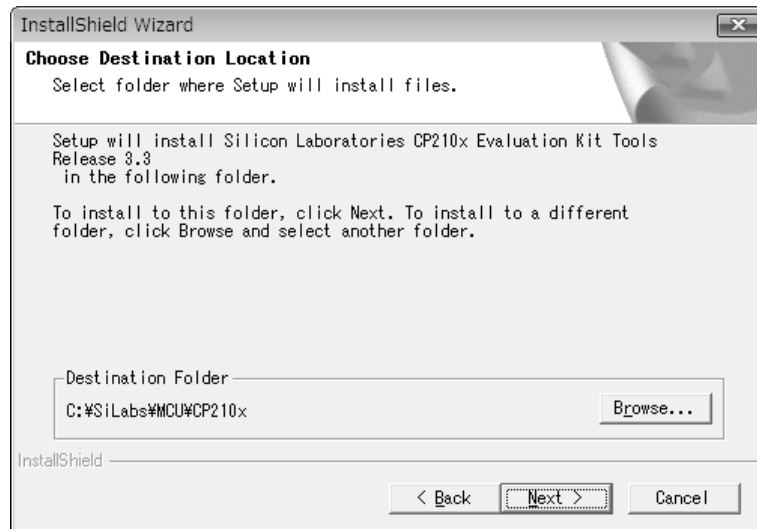 InstallShield Wizard
Choose Destination Location
Select folder where Setup will install files.
Setup will install Silicon Laboratories CP210x Evaluation Kit Tools
Release 3.3
in the following folder.
To install to this folder, click Next. To install to a different
folder, click Browse and select another folder.
Destination Folder
C:¥SiLabs¥MCU¥CP210x
Browse...
InstallShield
< Back
Next >
Cancel